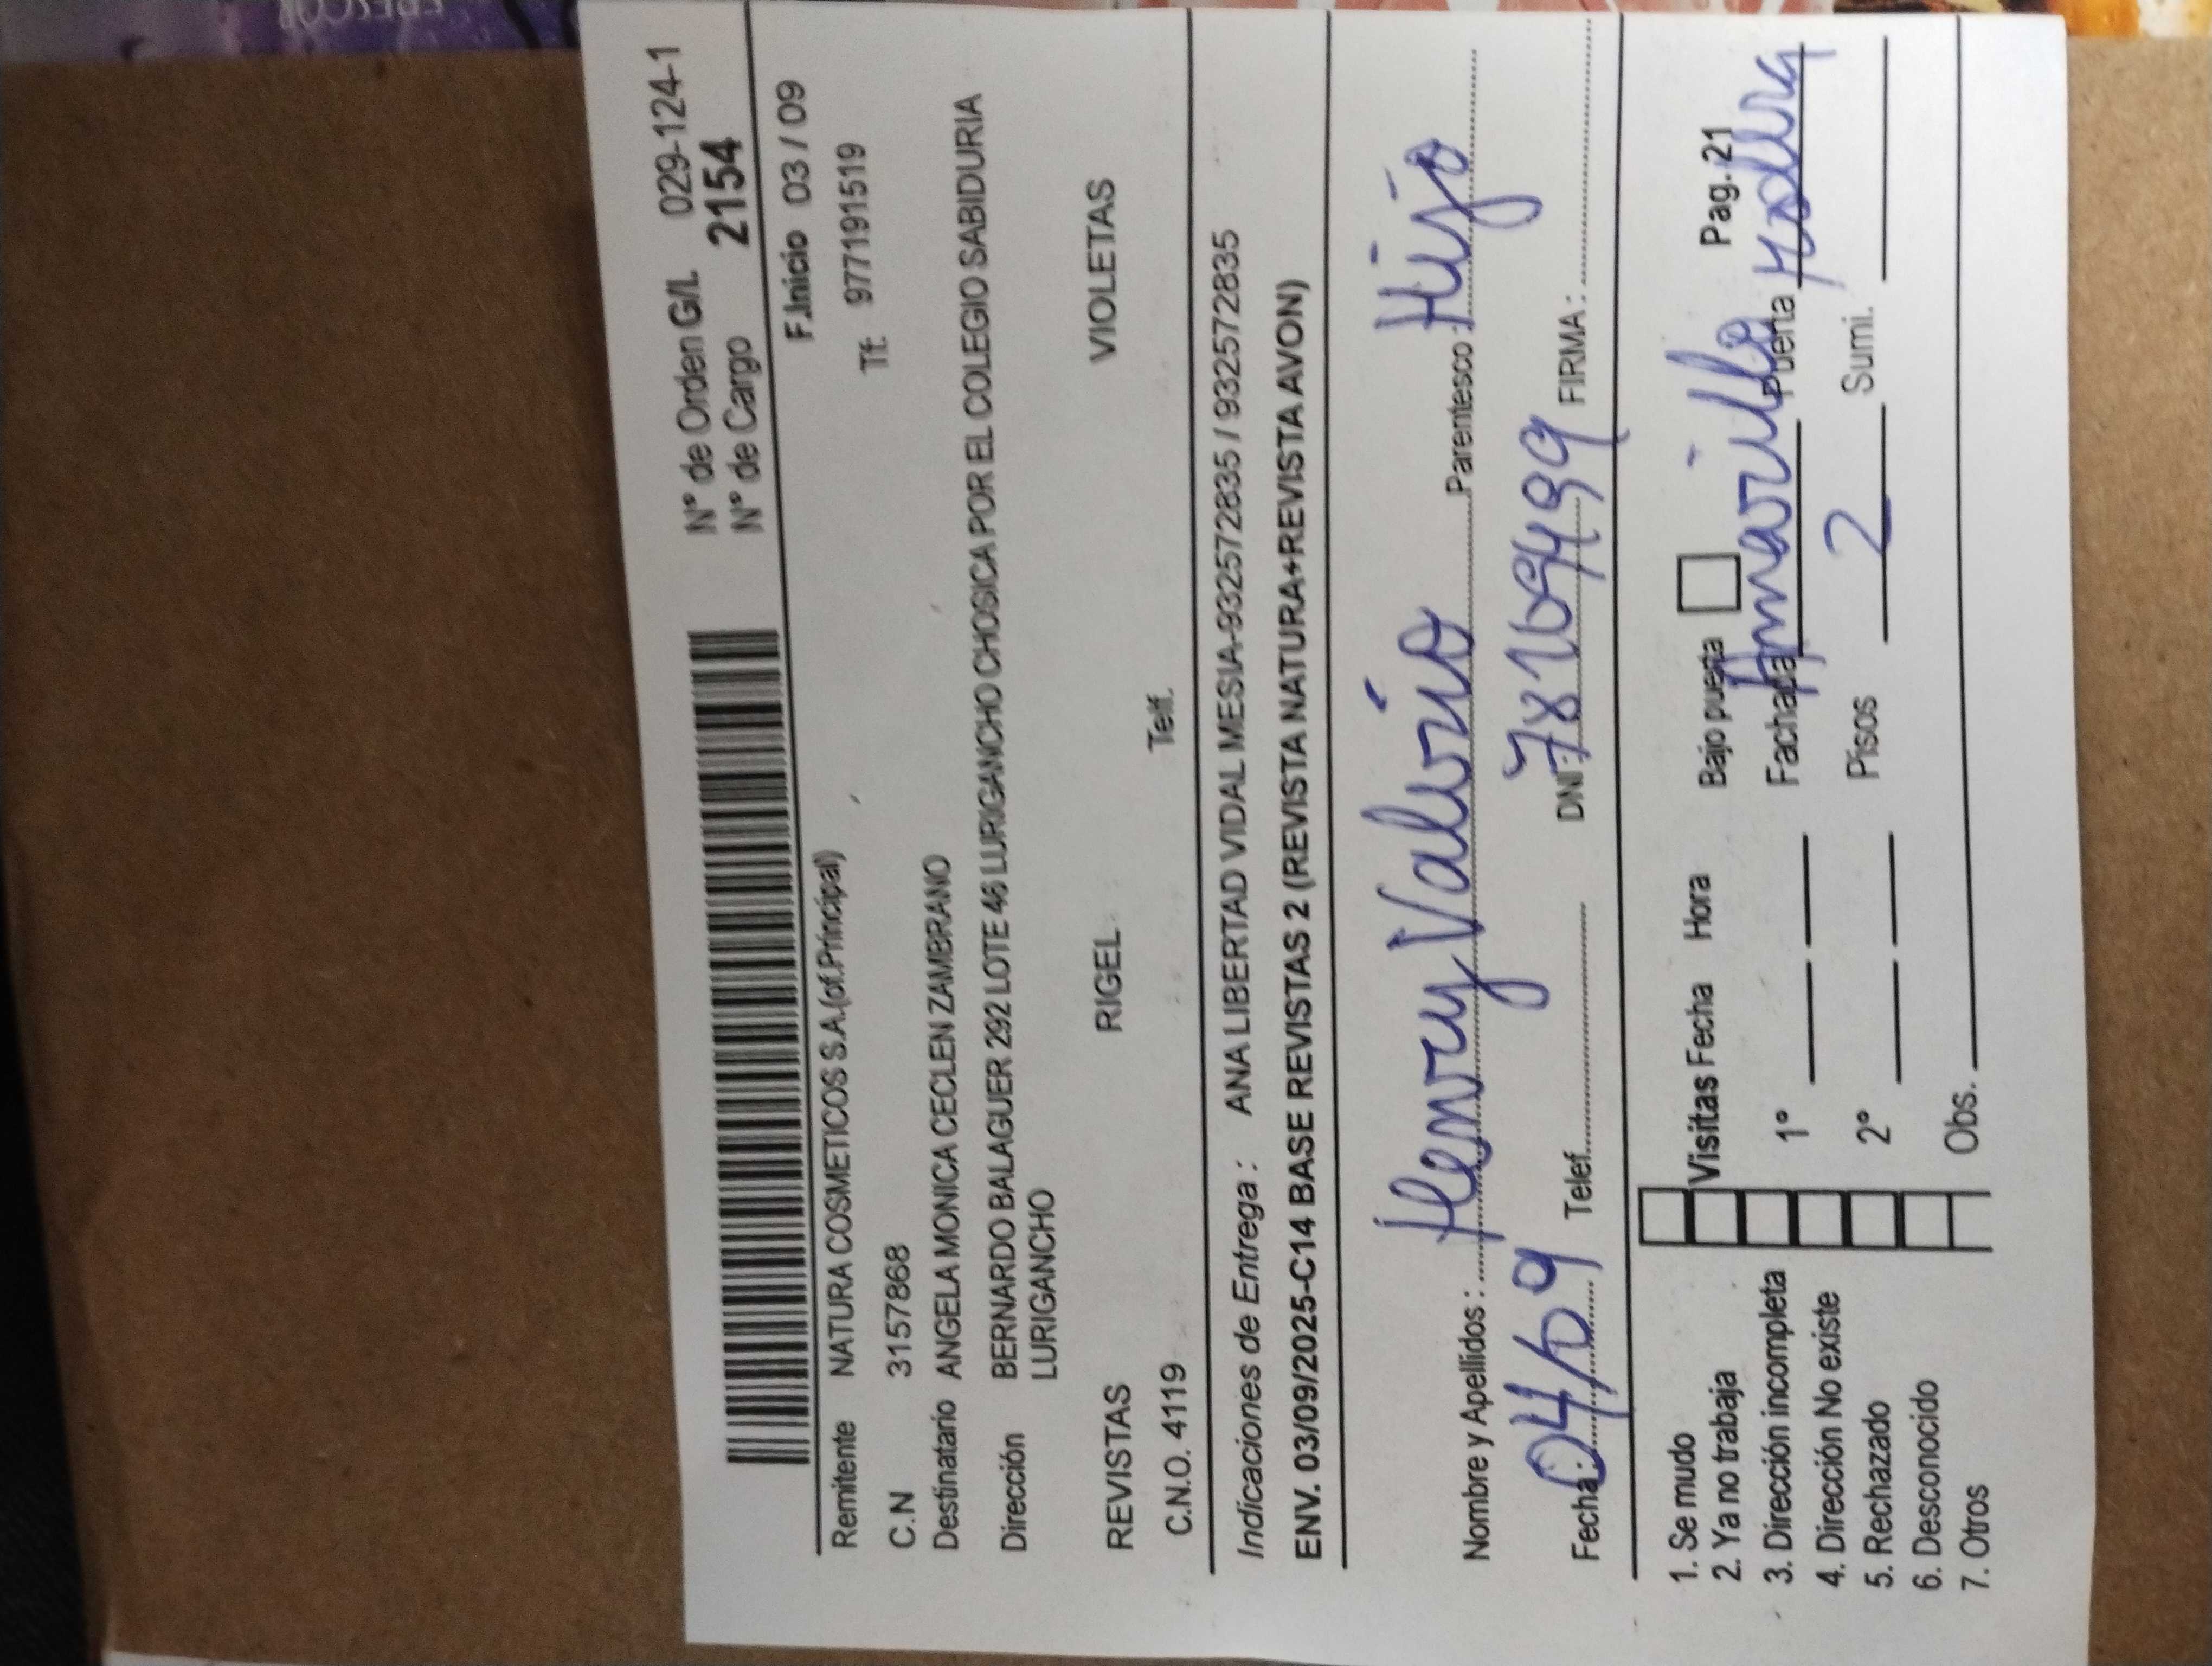 FRESCOR
N° de Orden G/L 029-124-1
N° de Cargo 2154
F.Inicio 03 / 09
Remitente NATURA COSMETICOS S.A.(of.Principal)
Tf: 977191519
C.N 3157868
Destinatario ANGELA MONICA CECLEN ZAMBRANO
Dirección BERNARDO BALAGUER 292 LOTE 46 LURIGANCHO CHOSICA POR EL COLEGIO SABIDURIA
LURIGANCHO
REVISTAS RIGEL VIOLETAS
C.N.O. 41119 Telf.
Indicaciones de Entrega : ANA LIBERTAD VIDAL MESIA-932572835 / 932572835
ENV. 03/09/2025-C14 BASE REVISTAS 2 (REVISTA NATURA+REVISTA AVON)
Nombre y Apellidos : Henry Valverio Parentesco : Hijo
Fecha : 04/09 Telef. DNI: FIRMA :
1. Se mudo
2. Ya no trabaja
3. Dirección incompleta
4. Dirección No existe
5. Rechazado
6. Desconocido
7. Otros
Visitas Fecha Hora Bajo puerta Pag. 21
1° Fachada Amarillo Puerta Madera
2° Pisos 2 Sumi.
Obs.